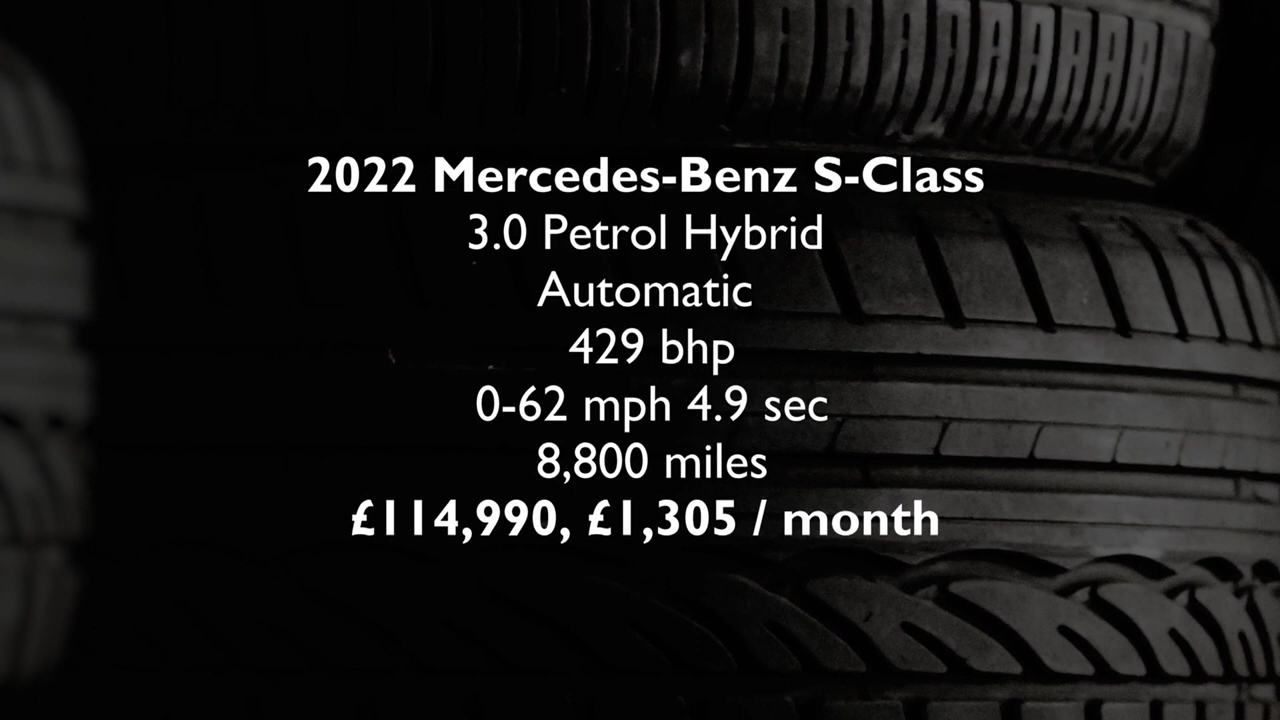 2022 Mercedes-Benz S-Class
3.0 Petrol Hybrid
Automatic
429 bhp
0-62 mph 4.9 sec
8,800 miles
£114,990, £1,305 / month